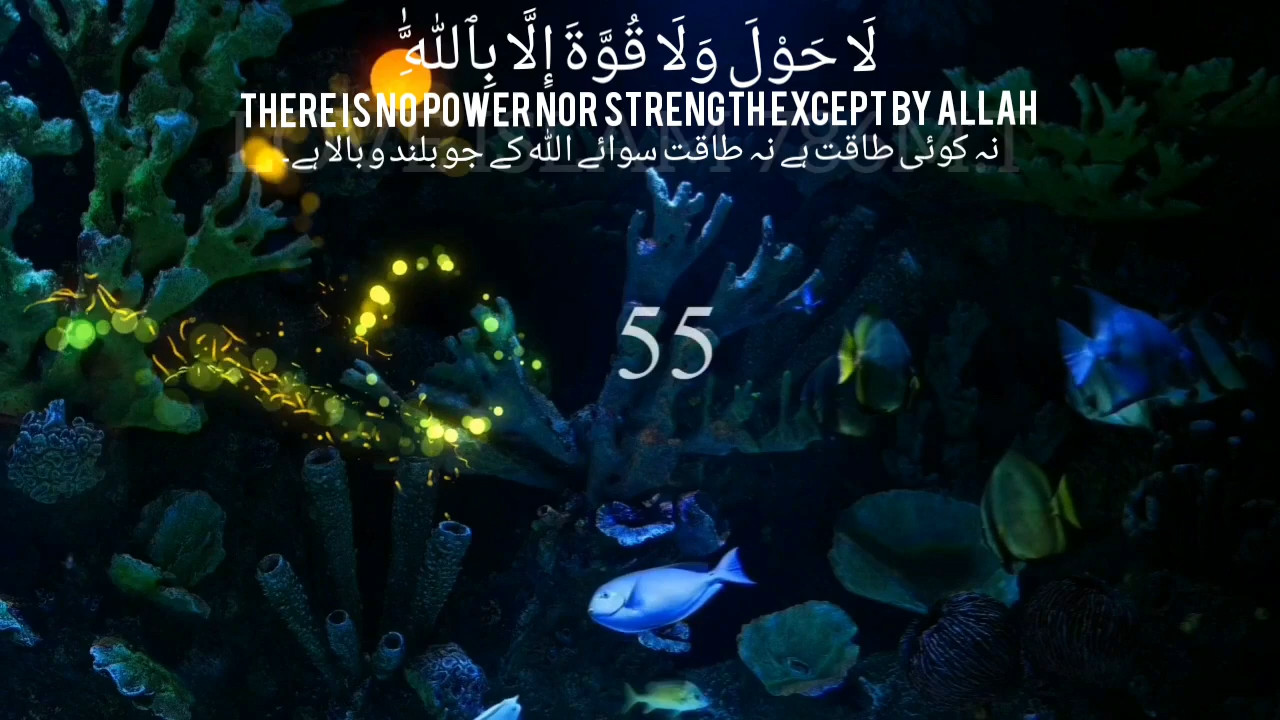 لَا حَوْلَ وَلَا قُوَّةَ إِلَّا بِٱللَّهِ
THERE IS NO POWER NOR STRENGTH EXCEPT BY ALLAH
نہ کوئی طاقت ہے نہ طاقت سوائے اللہ کے جو بلند و بالا ہے۔
55